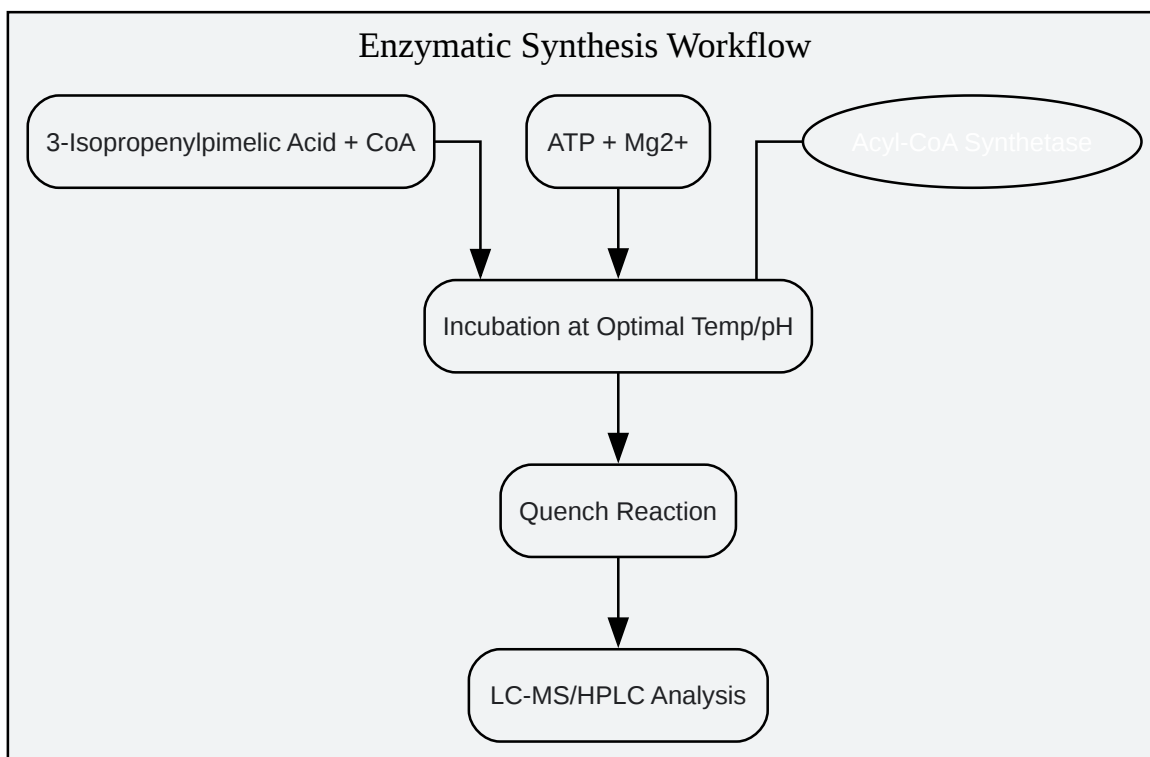 Enzymatic Synthesis Workflow
3-Isopropenylpimelic Acid + CoA
ATP + Mg2+
Acyl-CoA Synthetase
Incubation at Optimal Temp/pH
Quench Reaction
LC-MS/HPLC Analysis